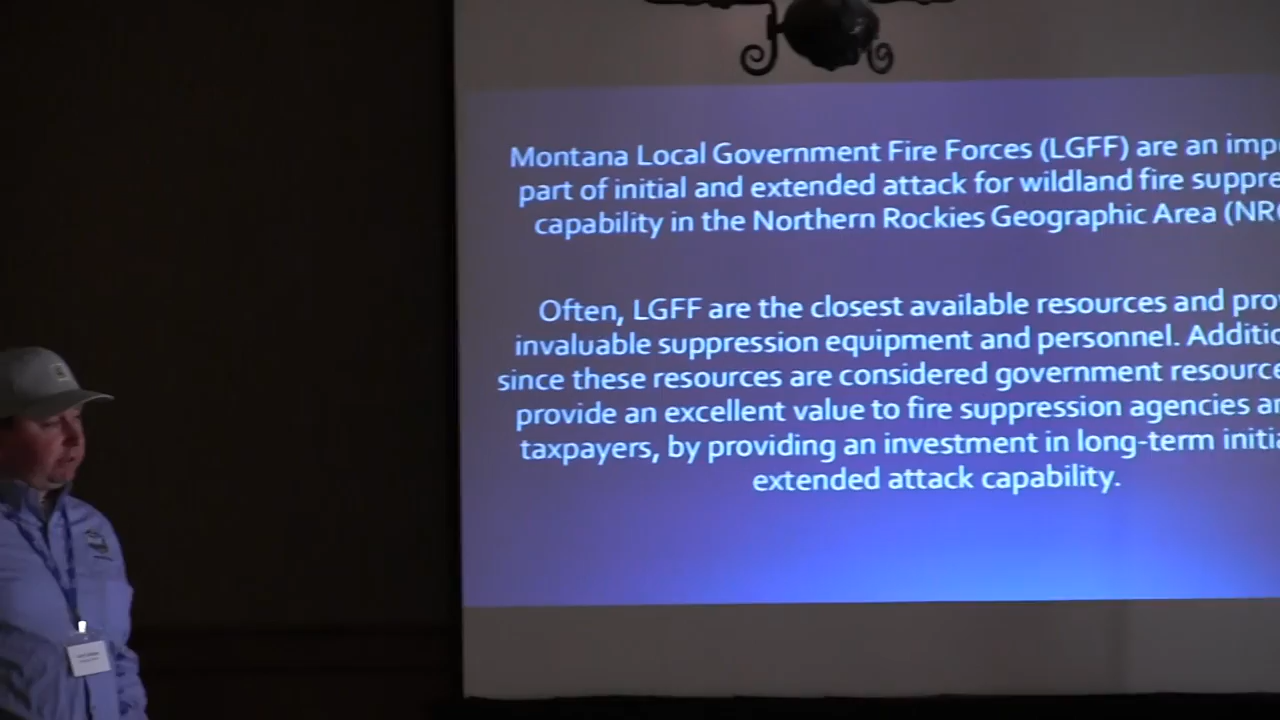 Montana Local Government Fire Forces (LGFF) are an imp
part of initial and extended attack for wildland fire suppre
capability in the Northern Rockies Geographic Area (NR
Often, LGFF are the closest available resources and pro
invaluable suppression equipment and personnel. Additio
since these resources are considered government resource
provide an excellent value to fire suppression agencies a
taxpayers, by providing an investment in long-term initia
extended attack capability.